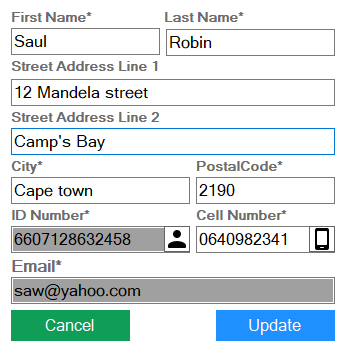 First Name* Last Name*
Saul Robin
Street Address Line 1
12 Mandela street
Street Address Line 2
Camp's Bay
City* PostalCode*
Cape town 2190
ID Number* Cell Number*
6607128632458 0640982341
Email*
saw@yahoo.com
Cancel Update